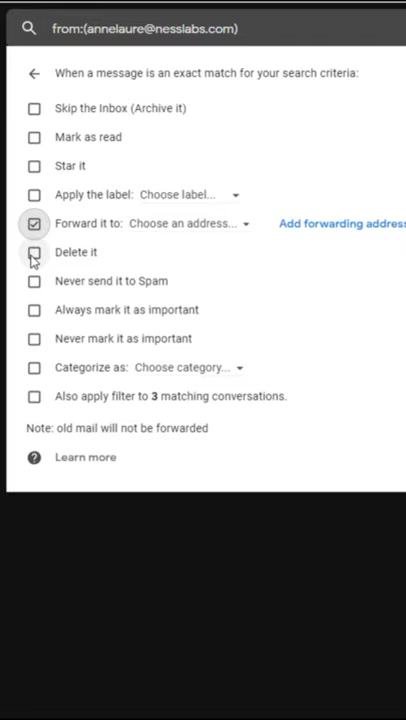 from:(annelaure@nesslabs.com)
When a message is an exact match for your search criteria:
Skip the Inbox (Archive it)
Mark as read
Star it
Apply the label: Choose label...
Forward it to: Choose an address... Add forwarding address
Delete it
Never send it to Spam
Always mark it as important
Never mark it as important
Categorize as: Choose category...
Also apply filter to 3 matching conversations.
Note: old mail will not be forwarded
? Learn more